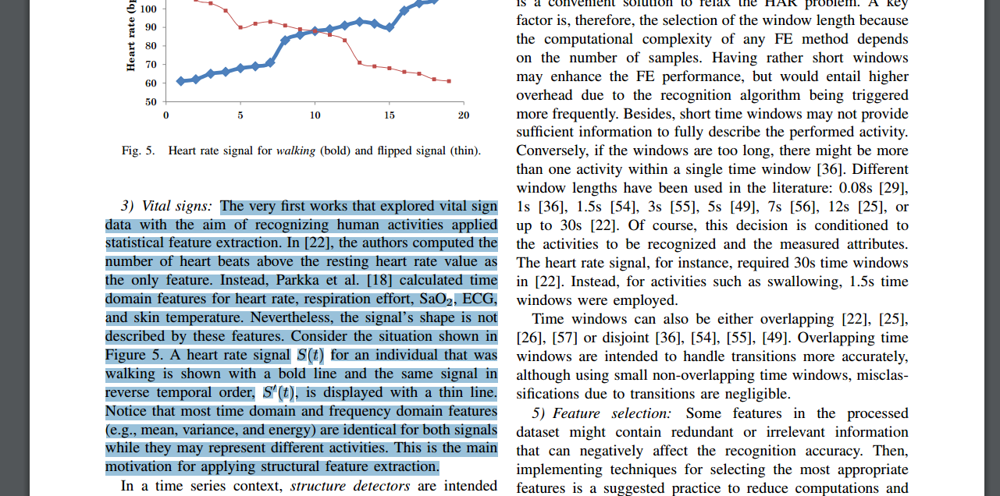 Heart rate (bp
100
90
80
70
60
50
0 5 10 15 20
Fig. 5. Heart rate signal for walking (bold) and flipped signal (thin).
3) Vital signs: The very first works that explored vital sign
data with the aim of recognizing human activities applied
statistical feature extraction. In [22], the authors computed the
number of heart beats above the resting heart rate value as
the only feature. Instead, Parkka et al. [18] calculated time
domain features for heart rate, respiration effort, SaO₂, ECG,
and skin temperature. Nevertheless, the signal's shape is not
described by these features. Consider the situation shown in
Figure 5. A heart rate signal S(t) for an individual that was
walking is shown with a bold line and the same signal in
reverse temporal order, S′(t), is displayed with a thin line.
Notice that most time domain and frequency domain features
(e.g., mean, variance, and energy) are identical for both signals
while they may represent different activities. This is the main
motivation for applying structural feature extraction.
In a time series context, structure detectors are intended
is a convenient solution to relax the HAR problem. A key
factor is, therefore, the selection of the window length because
the computational complexity of any FE method depends
on the number of samples. Having rather short windows
may enhance the FE performance, but would entail higher
overhead due to the recognition algorithm being triggered
more frequently. Besides, short time windows may not provide
sufficient information to fully describe the performed activity.
Conversely, if the windows are too long, there might be more
than one activity within a single time window [36]. Different
window lengths have been used in the literature: 0.08s [29],
1s [36], 1.5s [54], 3s [55], 5s [49], 7s [56], 12s [25], or
up to 30s [22]. Of course, this decision is conditioned to
the activities to be recognized and the measured attributes.
The heart rate signal, for instance, required 30s time windows
in [22]. Instead, for activities such as swallowing, 1.5s time
windows were employed.
Time windows can also be either overlapping [22], [25],
[26], [57] or disjoint [36], [54], [55], [49]. Overlapping time
windows are intended to handle transitions more accurately,
although using small non-overlapping time windows, misclas-
sifications due to transitions are negligible.
5) Feature selection: Some features in the processed
dataset might contain redundant or irrelevant information
that can negatively affect the recognition accuracy. Then,
implementing techniques for selecting the most appropriate
features is a suggested practice to reduce computations and